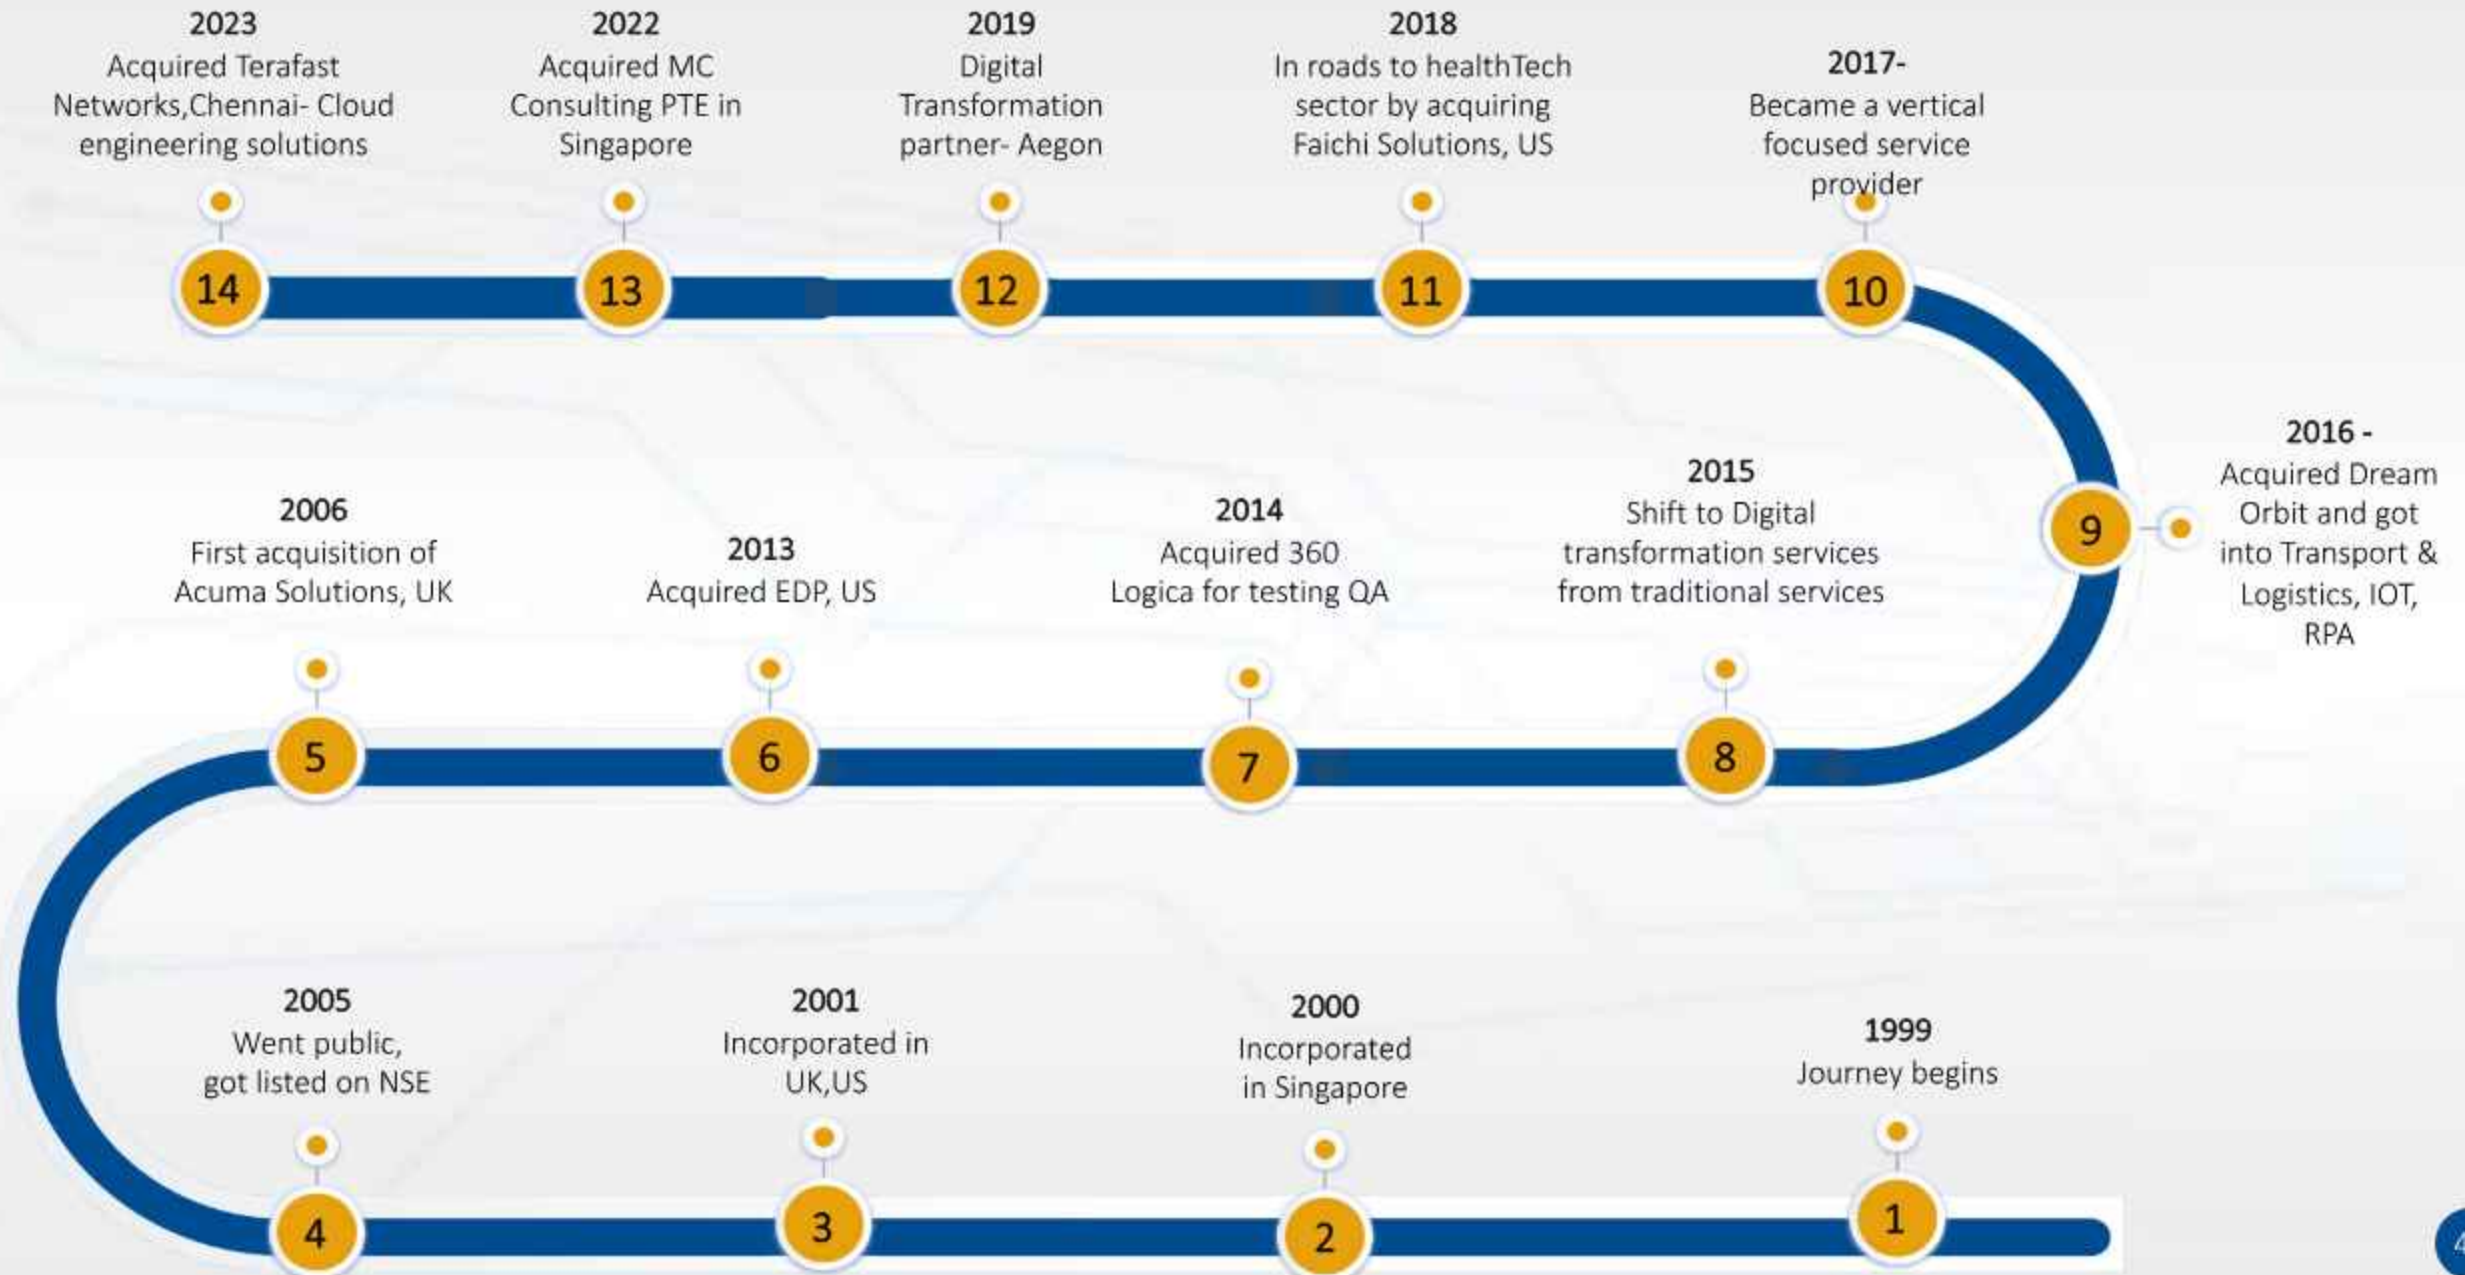 2023
Acquired Terafast
Networks,Chennai- Cloud
engineering solutions
2022
Acquired MC
Consulting PTE in
Singapore
2019
Digital
Transformation
partner- Aegon
2018
In roads to healthTech
sector by acquiring
Faichi Solutions, US
2017-
Became a vertical
focused service
provider
14
13
12
11
10
2016 -
Acquired Dream
Orbit and got
into Transport &
Logistics, IOT,
RPA
9
2006
First acquisition of
Acuma Solutions, UK
2013
Acquired EDP, US
2014
Acquired 360
Logica for testing QA
2015
Shift to Digital
transformation services
from traditional services
5
6
7
8
2005
Went public,
got listed on NSE
2001
Incorporated in
UK,US
2000
Incorporated
in Singapore
1999
Journey begins
4
3
2
1
4